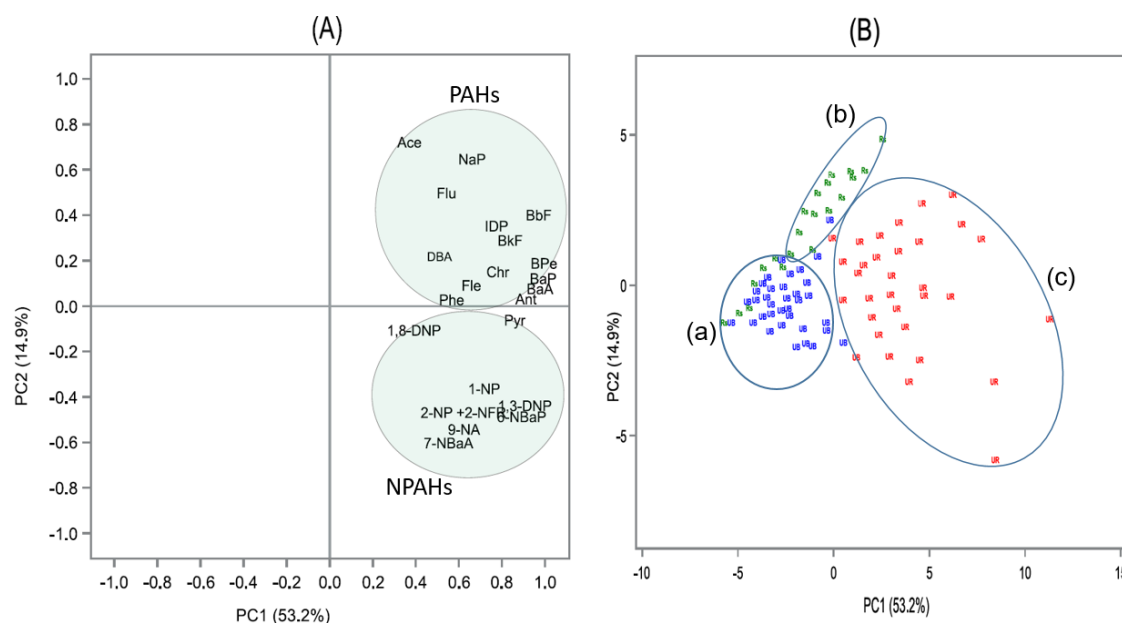 (A)
PAHs
Ace
NaP
Flu
BbF
IDP
BkF
DBA
BPe
Chr
BaP
Fle
BaA
Phe
Ant
Pyr
1,8-DNP
1-NP
1,3-DNP
2-NP +2-NFR
6-NBaP
9-NA
7-NBaA
NPAHs
1.0
0.8
0.6
0.4
0.2
0.0
-0.2
-0.4
-0.6
-0.8
-1.0
PC2 (14.9%)
-1.0 -0.8 -0.6 -0.4 -0.2 0.0 0.2 0.4 0.6 0.8 1.0
PC1 (53.2%)
(B)
(b)
(a)
(c)
Rs
UB
UR
5
0
-5
PC2 (14.9%)
-10 -5 0 5 10 15
PC1 (53.2%)